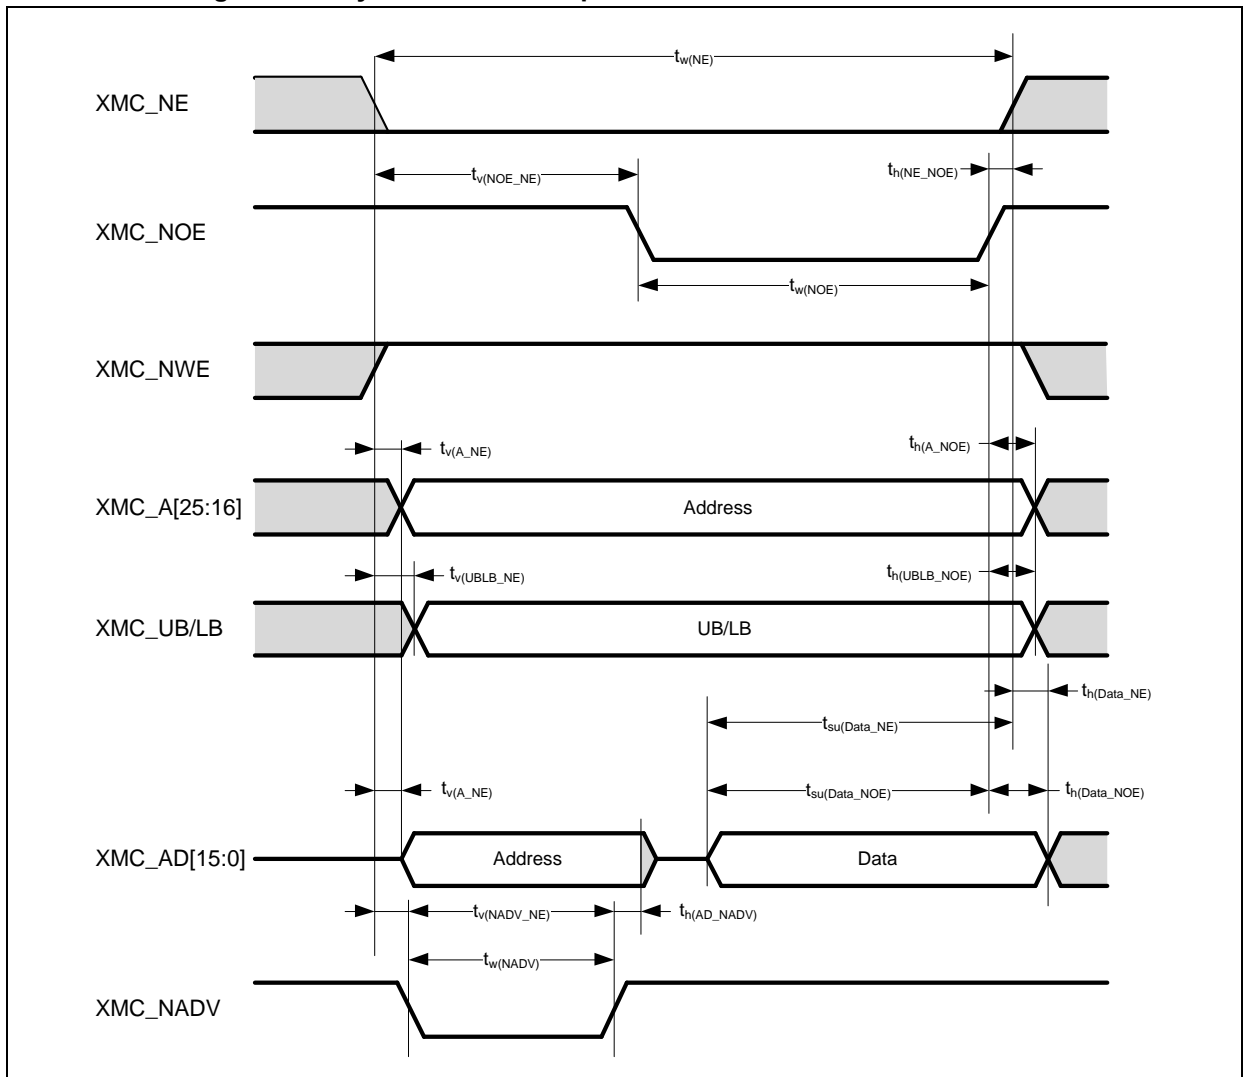 t_w(NE)
XMC_NE
t_v(NOE_NE)
t_h(NE_NOE)
XMC_NOE
t_w(NOE)
XMC_NWE
t_v(A_NE)
t_h(A_NOE)
XMC_A[25:16]
Address
t_v(UBLB_NE)
t_h(UBLB_NOE)
XMC_UB/LB
UB/LB
t_h(Data_NE)
t_su(Data_NE)
t_v(A_NE)
t_su(Data_NOE)
t_h(Data_NOE)
XMC_AD[15:0]
Address
Data
t_v(NADV_NE)
t_h(AD_NADV)
t_w(NADV)
XMC_NADV